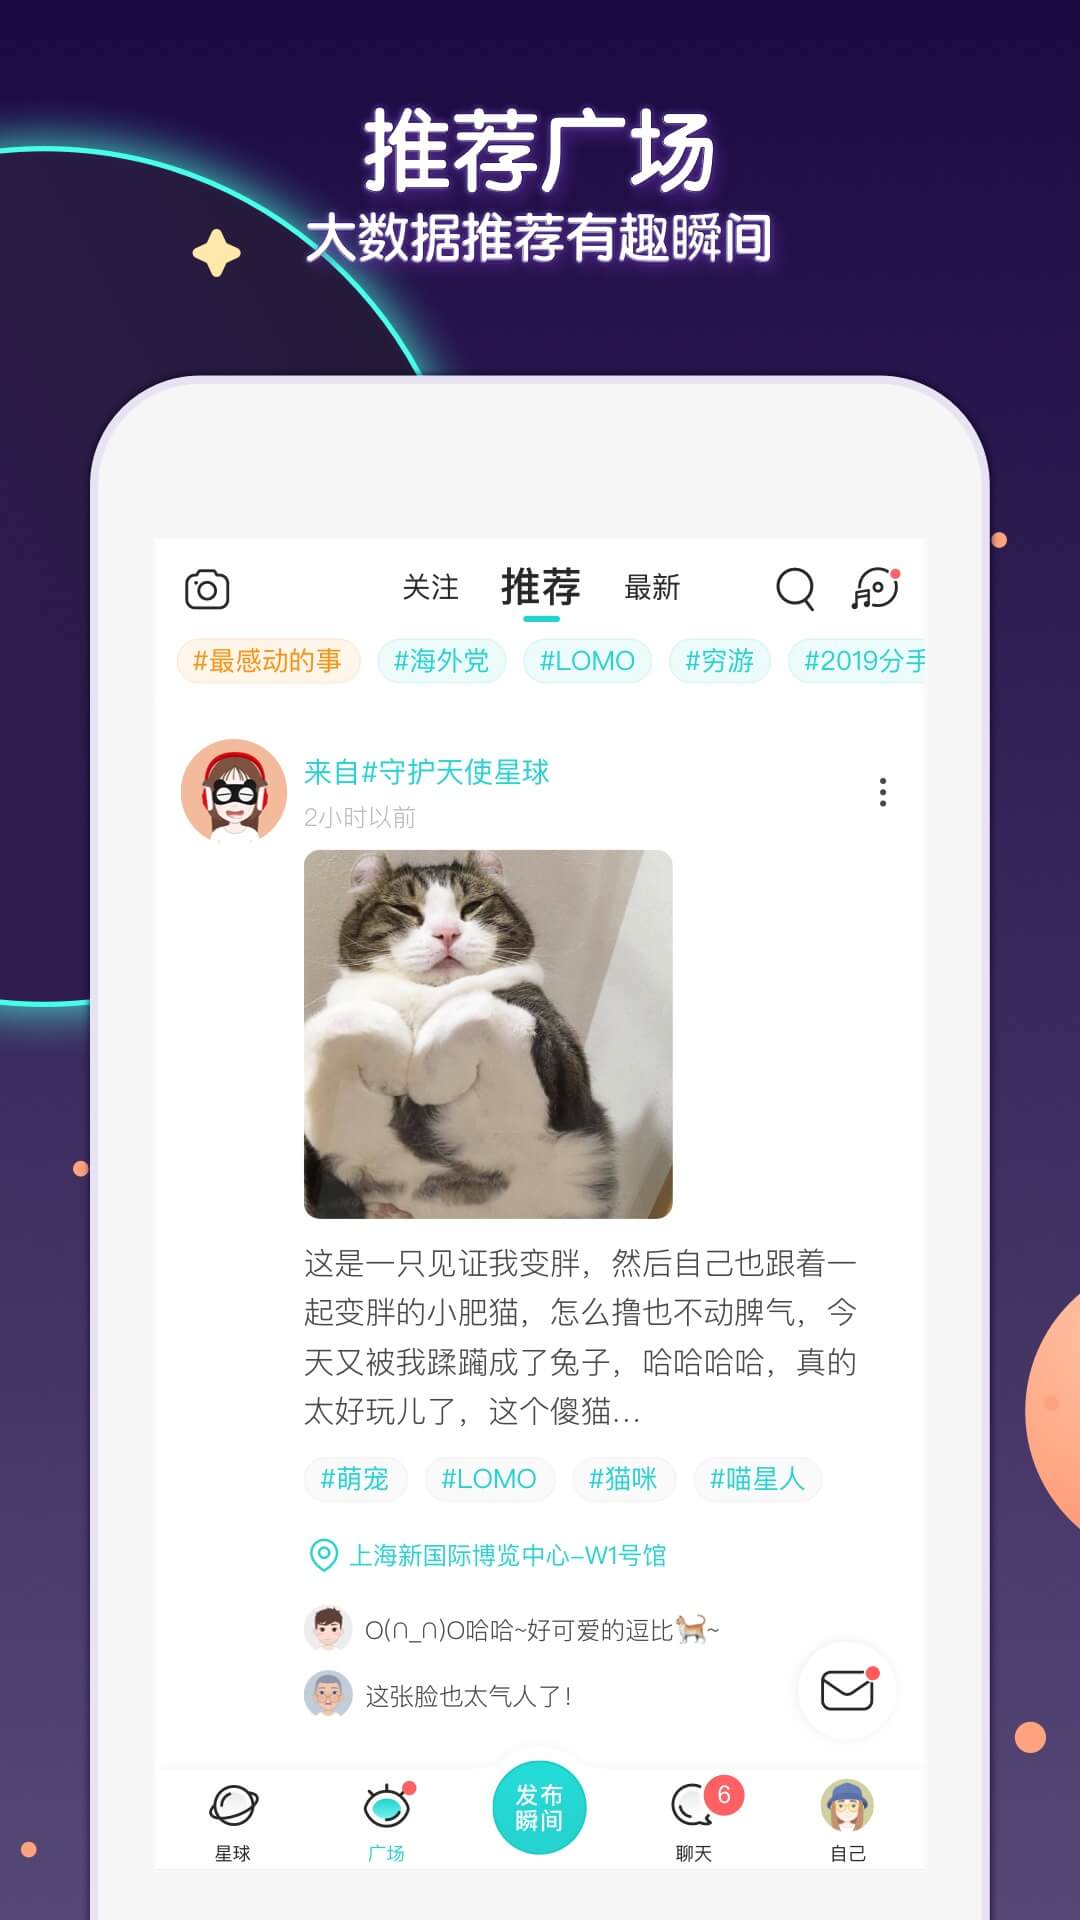 推荐广场
大数据推荐有趣瞬间
关注 推荐 最新
#最感动的事 #海外党 #LOMO #穷游 #2019分手
来自#守护天使星球
2小时以前
这是一只见证我变胖，然后自己也跟着一
起变胖的小肥猫，怎么撸也不动脾气，今
天又被我蹂躏成了兔子，哈哈哈哈，真的
太好玩儿了，这个傻猫...
#萌宠 #LOMO #猫咪 #喵星人
上海新国际博览中心-W1号馆
O(∩_∩)O哈哈~好可爱的逗比🐈~
这张脸也太气人了！
发布
瞬间
6
星球 广场 聊天 自己